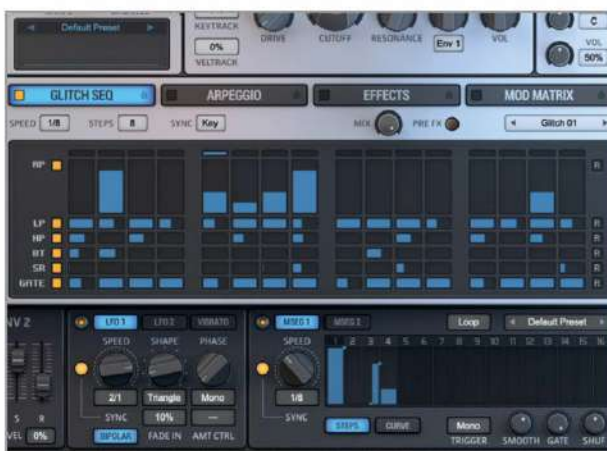 Default Preset
KEYTRACK
0%
VELTRACK
DRIVE
CUTOFF
RESONANCE
Env 1
VOL
C
VOL
50%
GLITCH SEQ
ARPEGGIO
EFFECTS
MOD MATRIX
SPEED 1/8 STEPS 8 SYNC Key MIX PRE FX Glitch 01
RP R
LP R
HP R
BT R
SR R
GATE R
ENV 2
LFO 1 LFO 2 VIBRATO
SPEED SHAPE PHASE
2/1 Triangle Mono
SYNC 10% ---
BIPOLAR FADE IN AMT CTRL
S R
0%
MSEG 1 MSEG 2 Loop Default Preset
1 2 3 4 5 6 7 8 9 10 11 12 13 14 15 16
SPEED
1/8
SYNC
STEPS CURVE Mono
TRIGGER SMOOTH GATE SHUF